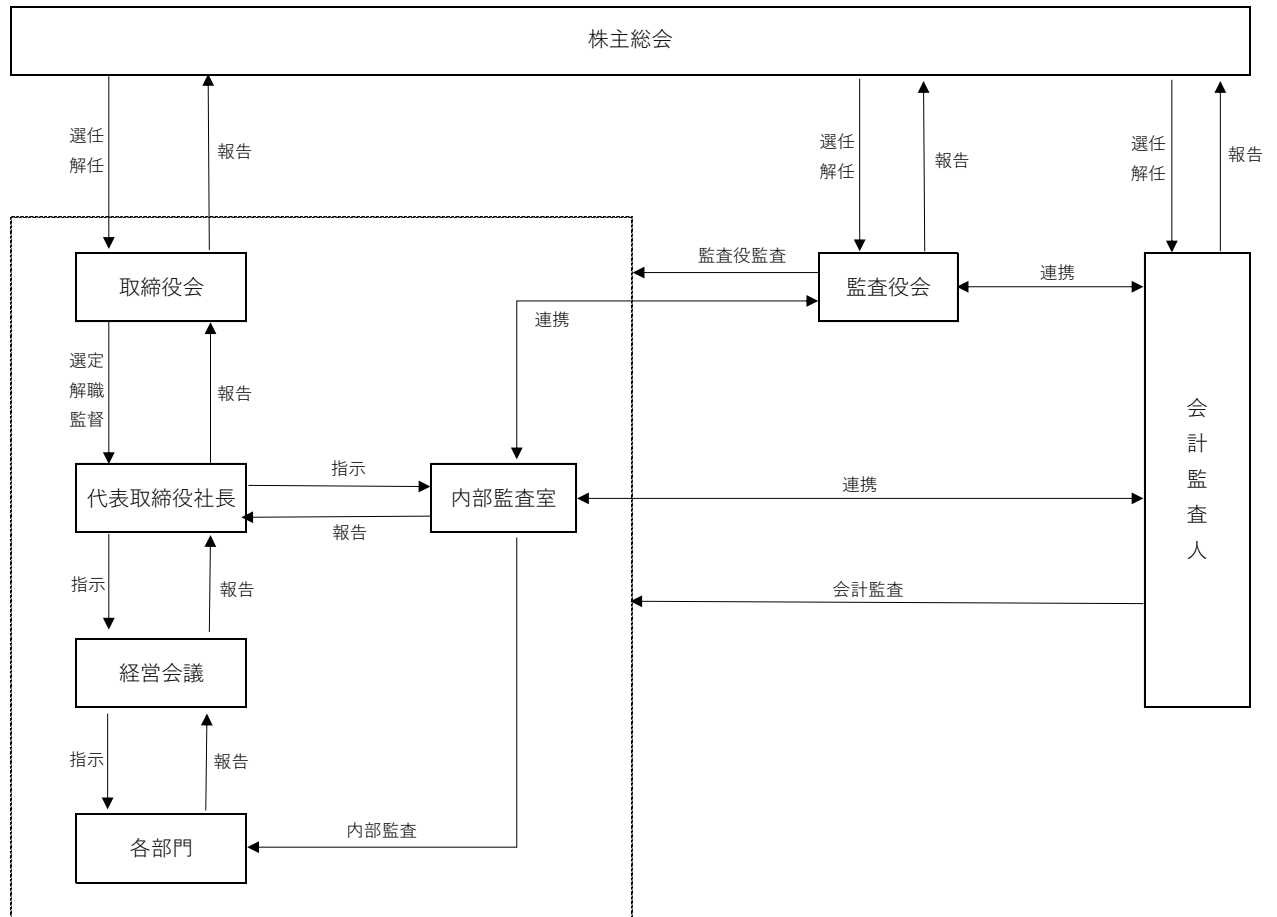 株主総会
選任
解任
報告
選任
解任
報告
選任
解任
報告
取締役会
監査役監査
監査役会
連携
連携
選定
解職
監督
報告
会計監査人
代表取締役社長
指示
報告
内部監査室
連携
指示
報告
会計監査
経営会議
指示
報告
内部監査
各部門